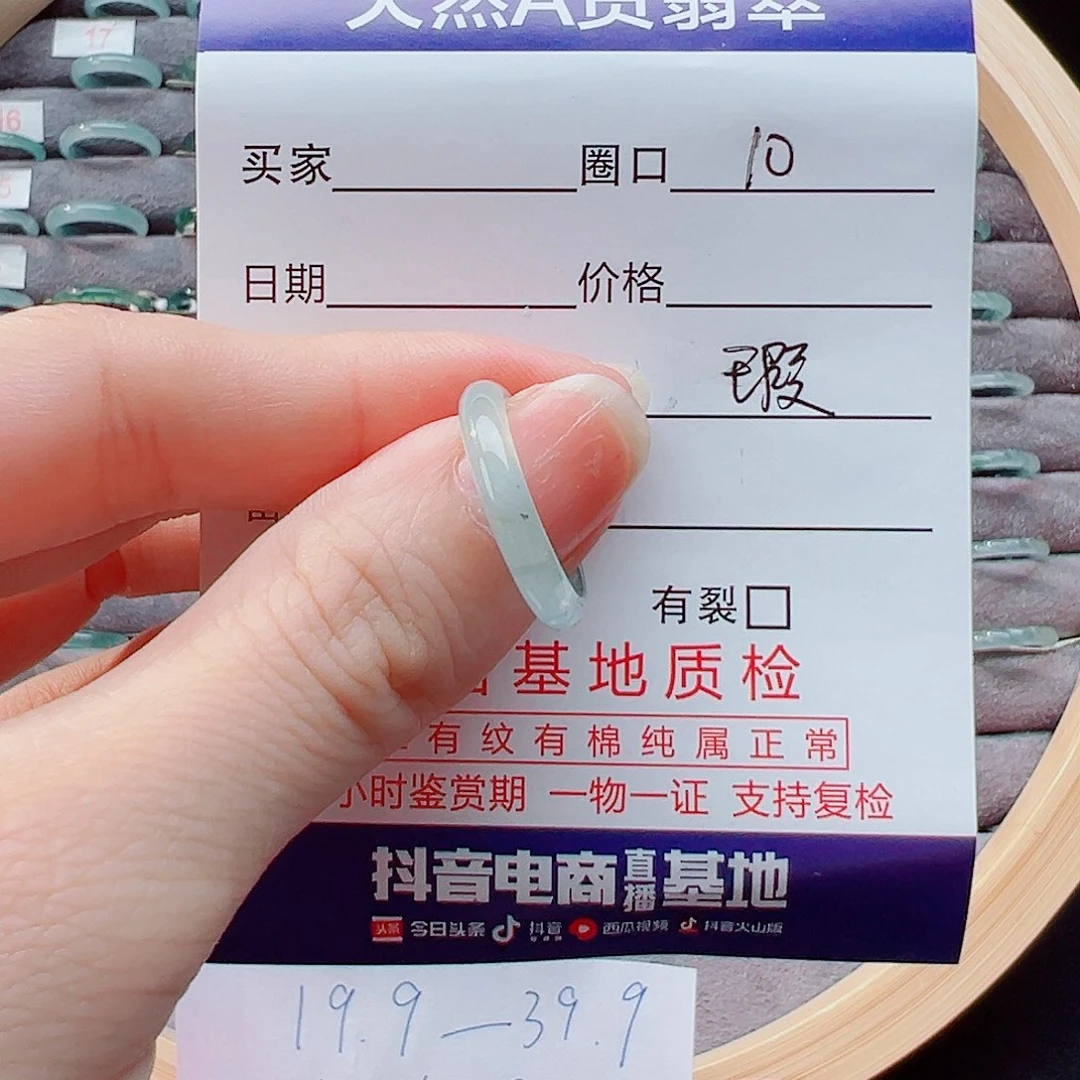 天然A货翡翠
17
16
买家 圈口 10
日期 价格
瑕
有裂□
基地质检
有纹有棉纯属正常
小时鉴赏期 一物一证 支持复检
抖音电商直播基地
头条 今日头条 抖音 西瓜视频 抖音火山版
19.9—39.9